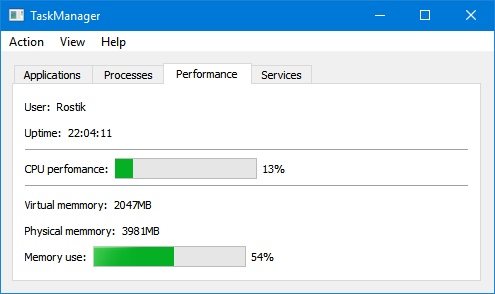 TaskManager
Action View Help
Applications Processes Performance Services
User: Rostik
Uptime: 22:04:11
CPU perfomance: 13%
Virtual memmory: 2047MB
Physical memmory: 3981MB
Memory use: 54%